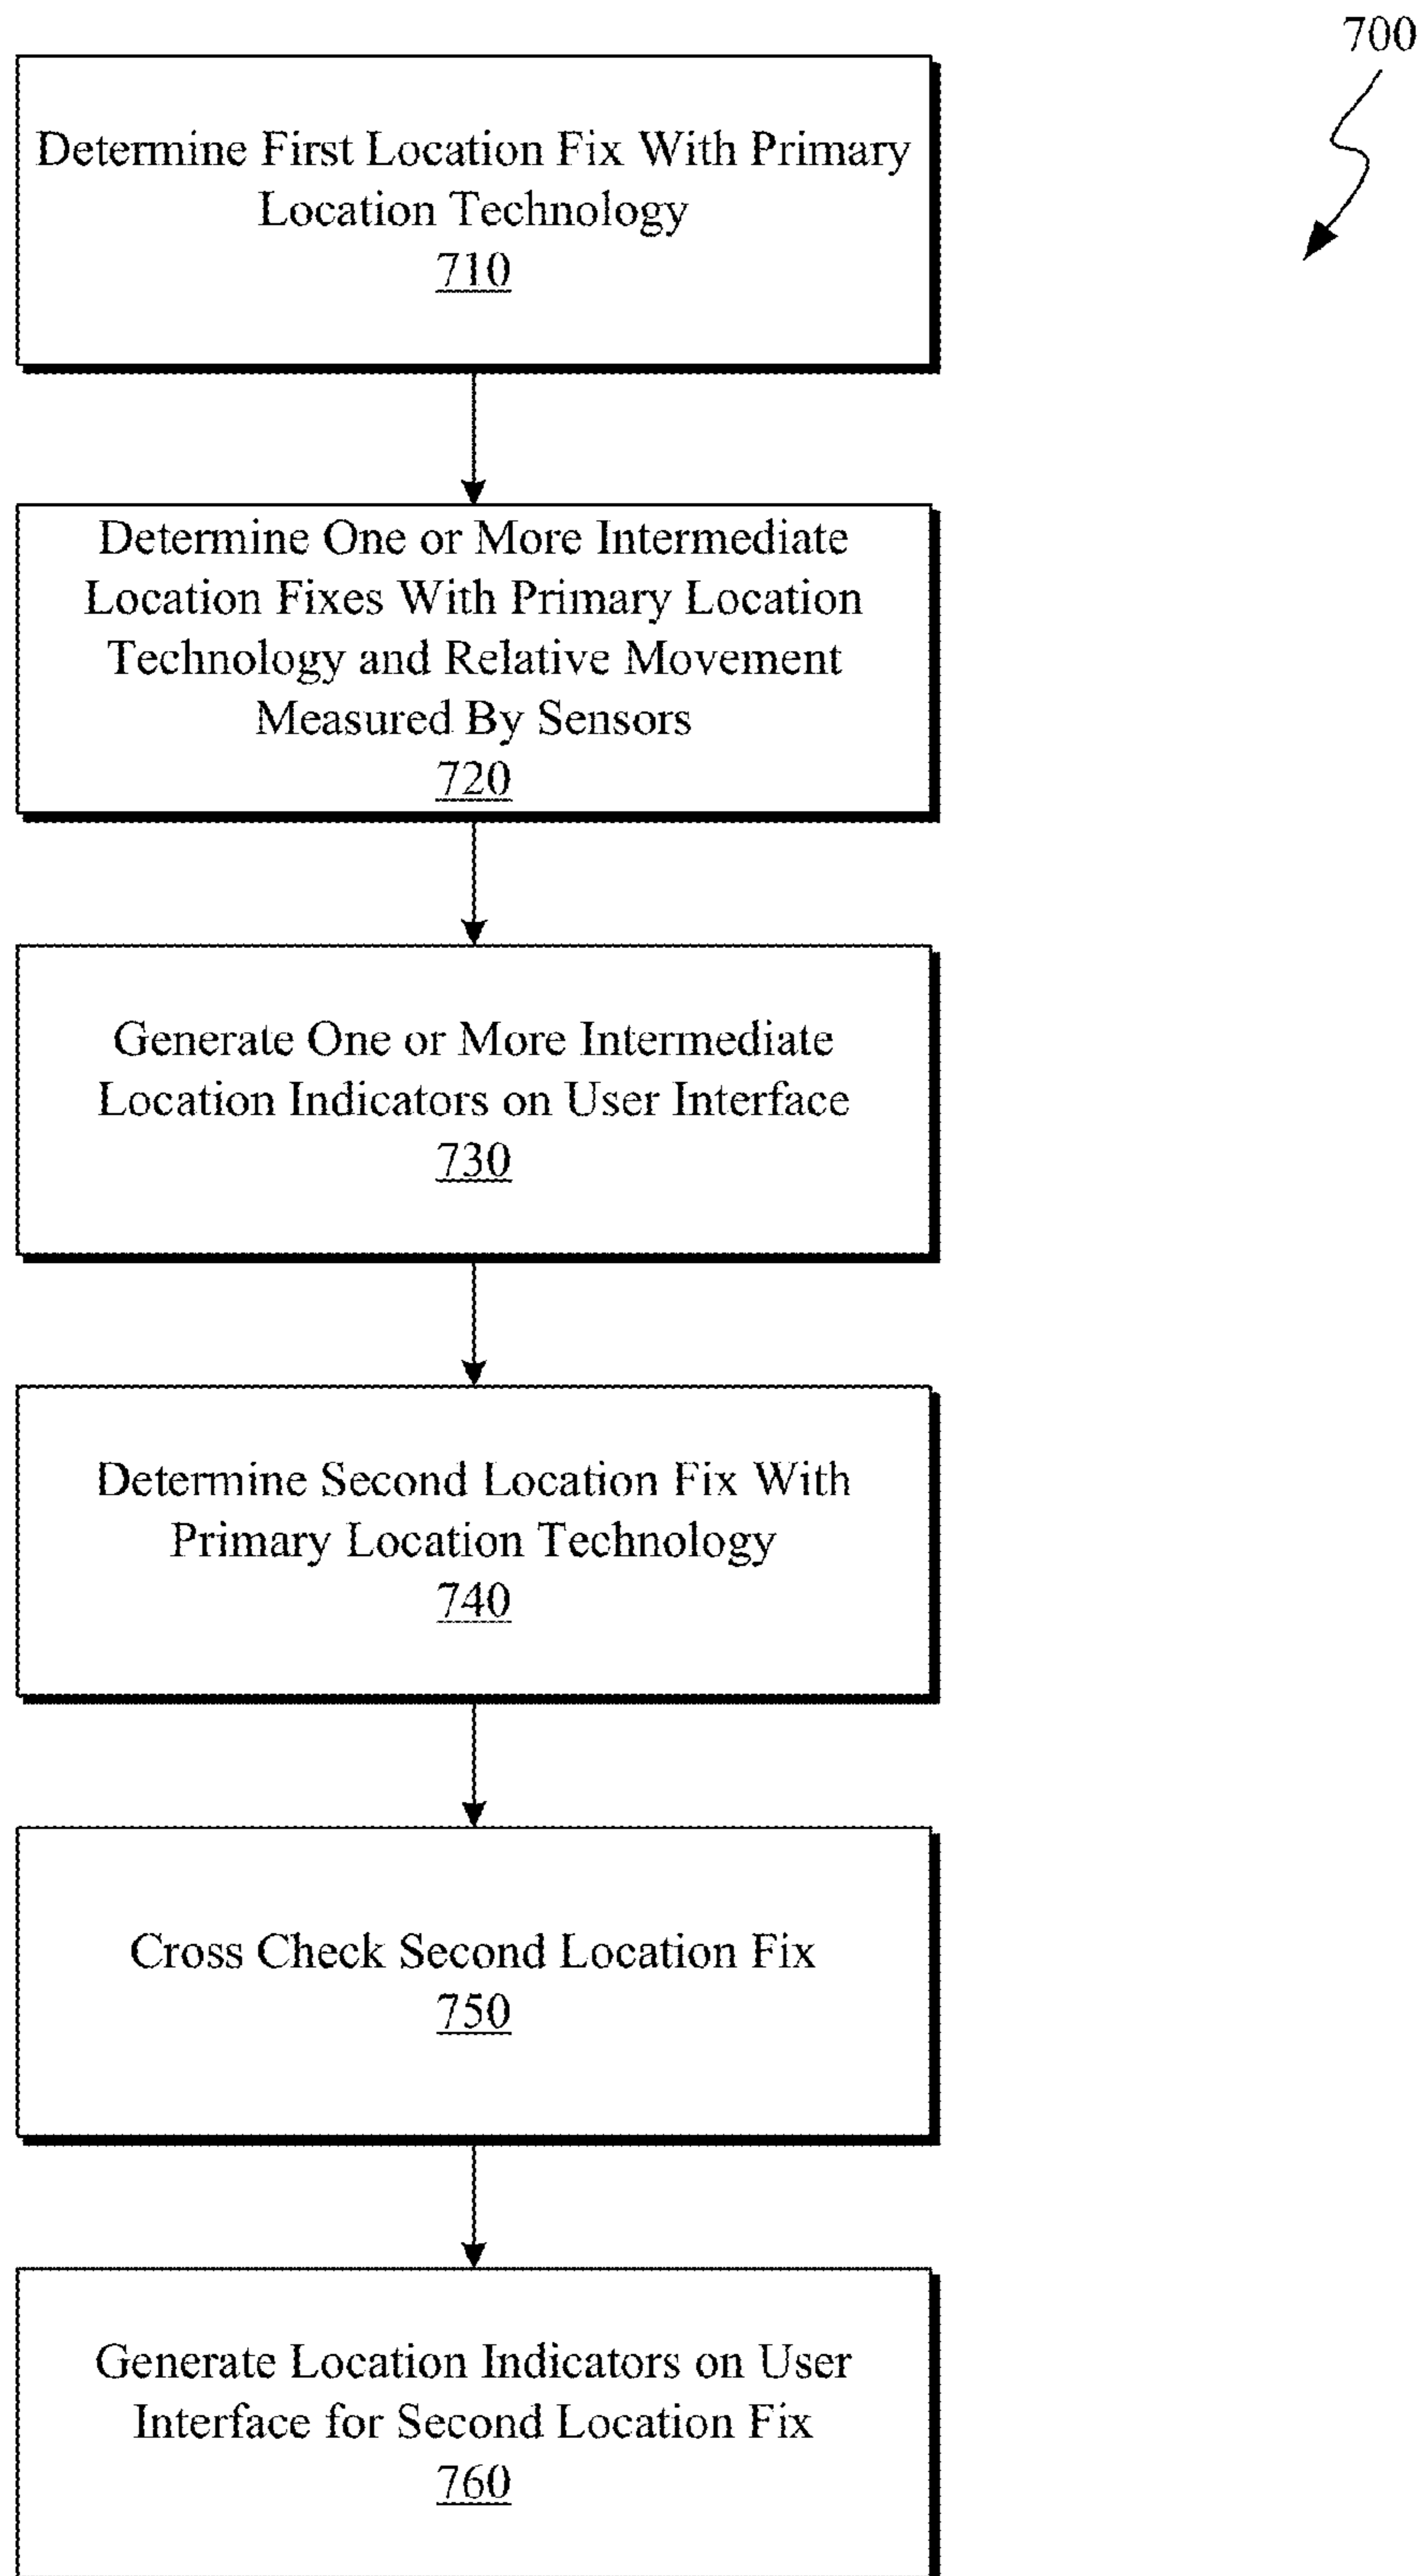 700
Determine First Location Fix With Primary
Location Technology
710
Determine One or More Intermediate
Location Fixes With Primary Location
Technology and Relative Movement
Measured By Sensors
720
Generate One or More Intermediate
Location Indicators on User Interface
730
Determine Second Location Fix With
Primary Location Technology
740
Cross Check Second Location Fix
750
Generate Location Indicators on User
Interface for Second Location Fix
760